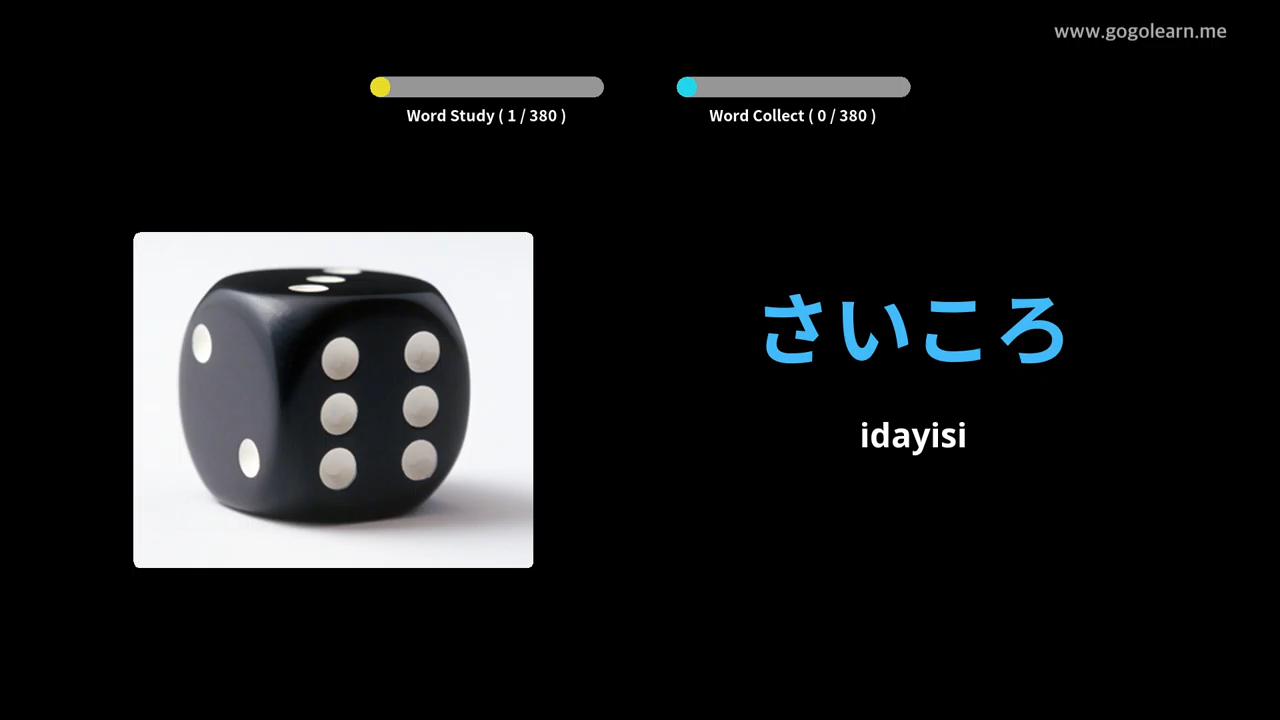 www.gogolearn.me
Word Study ( 1 / 380 )
Word Collect ( 0 / 380 )
さいころ
idayisi